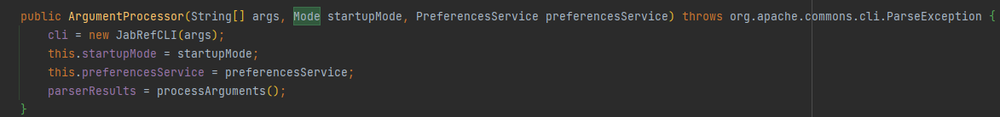 public ArgumentProcessor(String[] args, Mode startupMode, PreferencesService preferencesService) throws org.apache.commons.cli.ParseException {
    cli = new JabRefCLI(args);
    this.startupMode = startupMode;
    this.preferencesService = preferencesService;
    parserResults = processArguments();
}